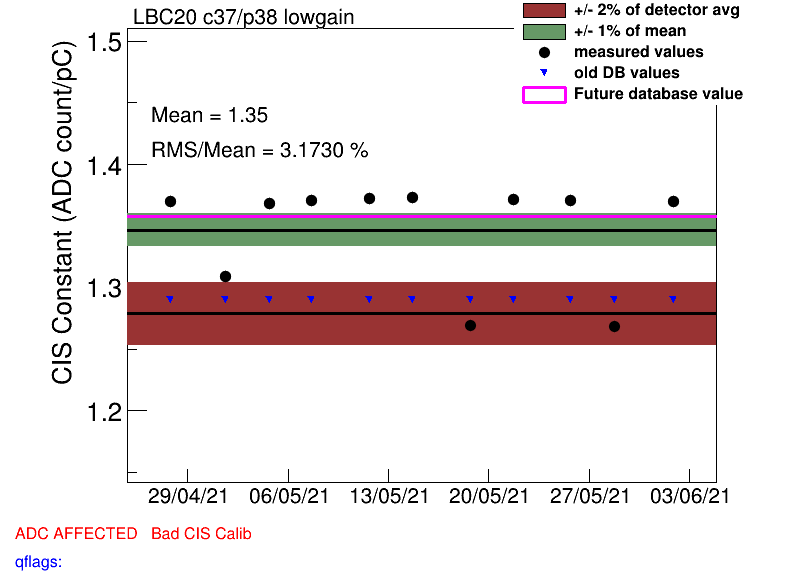 LBC20 c37/p38 lowgain
+/- 2% of detector avg
+/- 1% of mean
measured values
old DB values
Future database value
Mean = 1.35
RMS/Mean = 3.1730 %
CIS Constant (ADC count/pC)
1.5
1.4
1.3
1.2
29/04/21 06/05/21 13/05/21 20/05/21 27/05/21 03/06/21
ADC AFFECTED Bad CIS Calib
qflags: